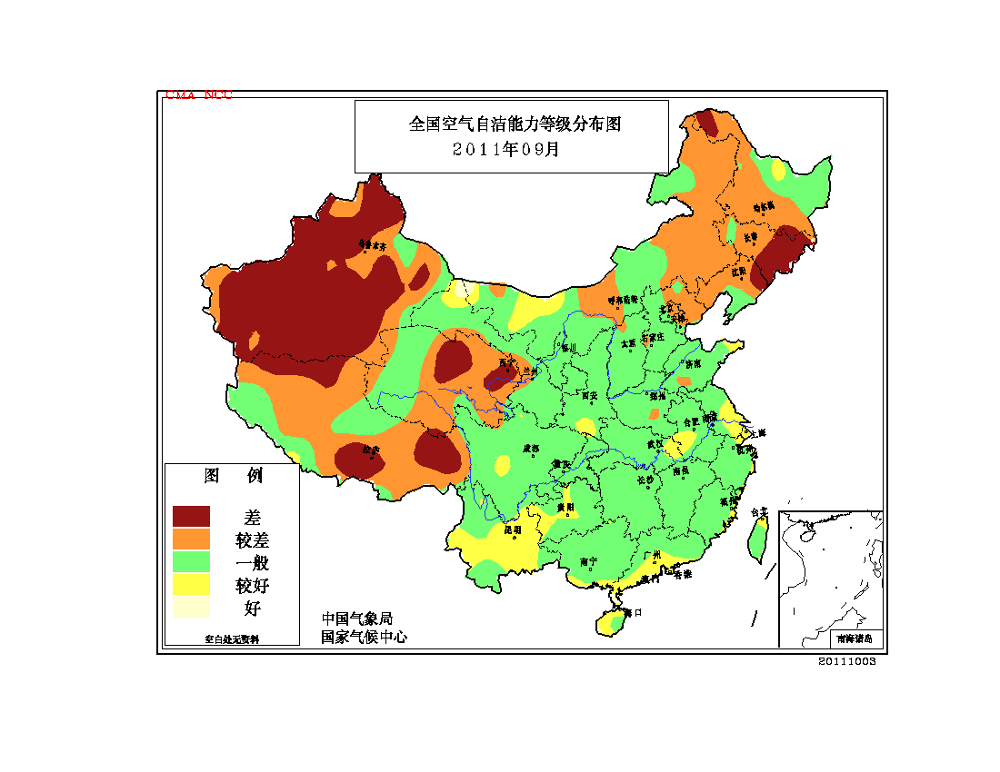 CMA NCC
全国空气自洁能力等级分布图
2011年09月
哈尔滨
乌鲁木齐
长春
沈阳
呼和浩特
北京
天津
银川
太原
石家庄
济南
西宁
兰州
西安
郑州
合肥
南京
上海
拉萨
成都
武汉
杭州
重庆
长沙
南昌
贵阳
福州
台北
昆明
南宁
广州
澳门
香港
海口
图 例
差
较差
一般
较好
好
空白处无资料
中国气象局
国家气候中心
南海诸岛
20111003